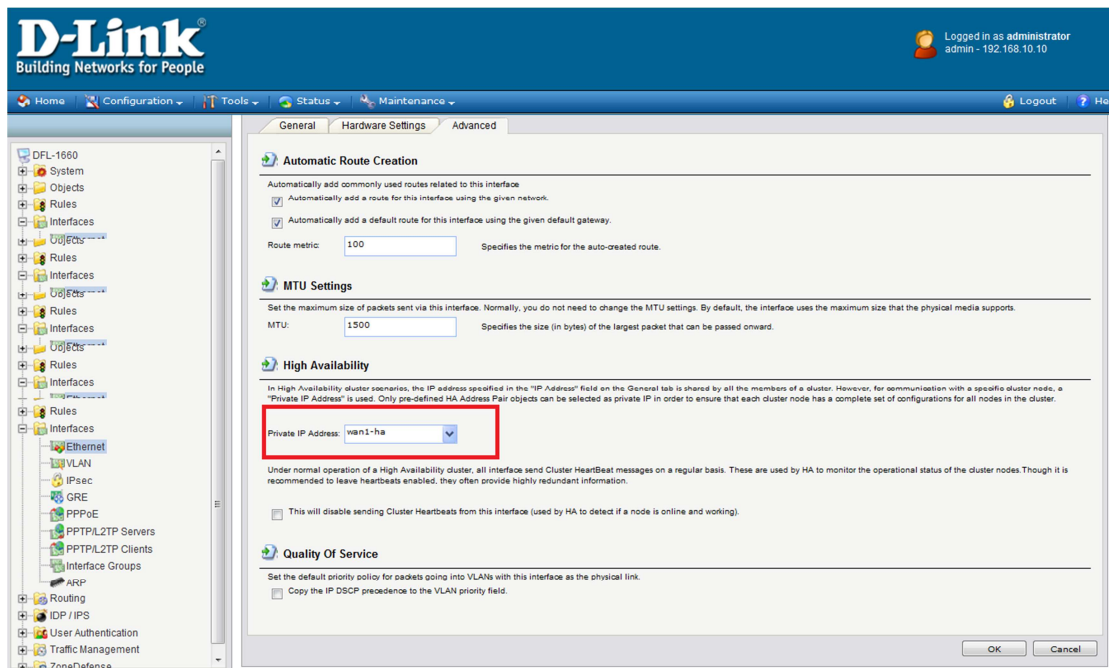 D-Link®
Building Networks for People
Logged in as administrator
admin - 192.168.10.10
Home Configuration Tools Status Maintenance Logout He
General Hardware Settings Advanced
DFL-1660
System
Objects
Rules
Interfaces
Objects
Rules
Interfaces
Objects
Rules
Interfaces
Objects
Rules
Interfaces
Rules
Interfaces
Ethernet
VLAN
IPsec
GRE
PPPoE
PPTP/L2TP Servers
PPTP/L2TP Clients
Interface Groups
ARP
Routing
IDP / IPS
User Authentication
Traffic Management
ZoneDefense
Automatic Route Creation
Automatically add commonly used routes related to this interface
Automatically add a route for this interface using the given network.
Automatically add a default route for this interface using the given default gateway.
Route metric: 100 Specifies the metric for the auto-created route.
MTU Settings
Set the maximum size of packets sent via this interface. Normally, you do not need to change the MTU settings. By default, the interface uses the maximum size that the physical media supports.
MTU: 1500 Specifies the size (in bytes) of the largest packet that can be passed onward.
High Availability
In High Availability cluster scenarios, the IP address specified in the "IP Address" field on the General tab is shared by all the members of a cluster. However, for communication with a specific cluster node, a
"Private IP Address" is used. Only pre-defined HA Address Pair objects can be selected as private IP in order to ensure that each cluster node has a complete set of configurations for all nodes in the cluster.
Private IP Address: wan1-ha
Under normal operation of a High Availability cluster, all interface send Cluster HeartBeat messages on a regular basis. These are used by HA to monitor the operational status of the cluster nodes.Though it is
recommended to leave heartbeats enabled, they often provide highly redundant information.
This will disable sending Cluster Heartbeats from this interface (used by HA to detect if a node is online and working).
Quality Of Service
Set the default priority policy for packets going into VLANs with this interface as the physical link.
Copy the IP DSCP precedence to the VLAN priority field.
OK Cancel